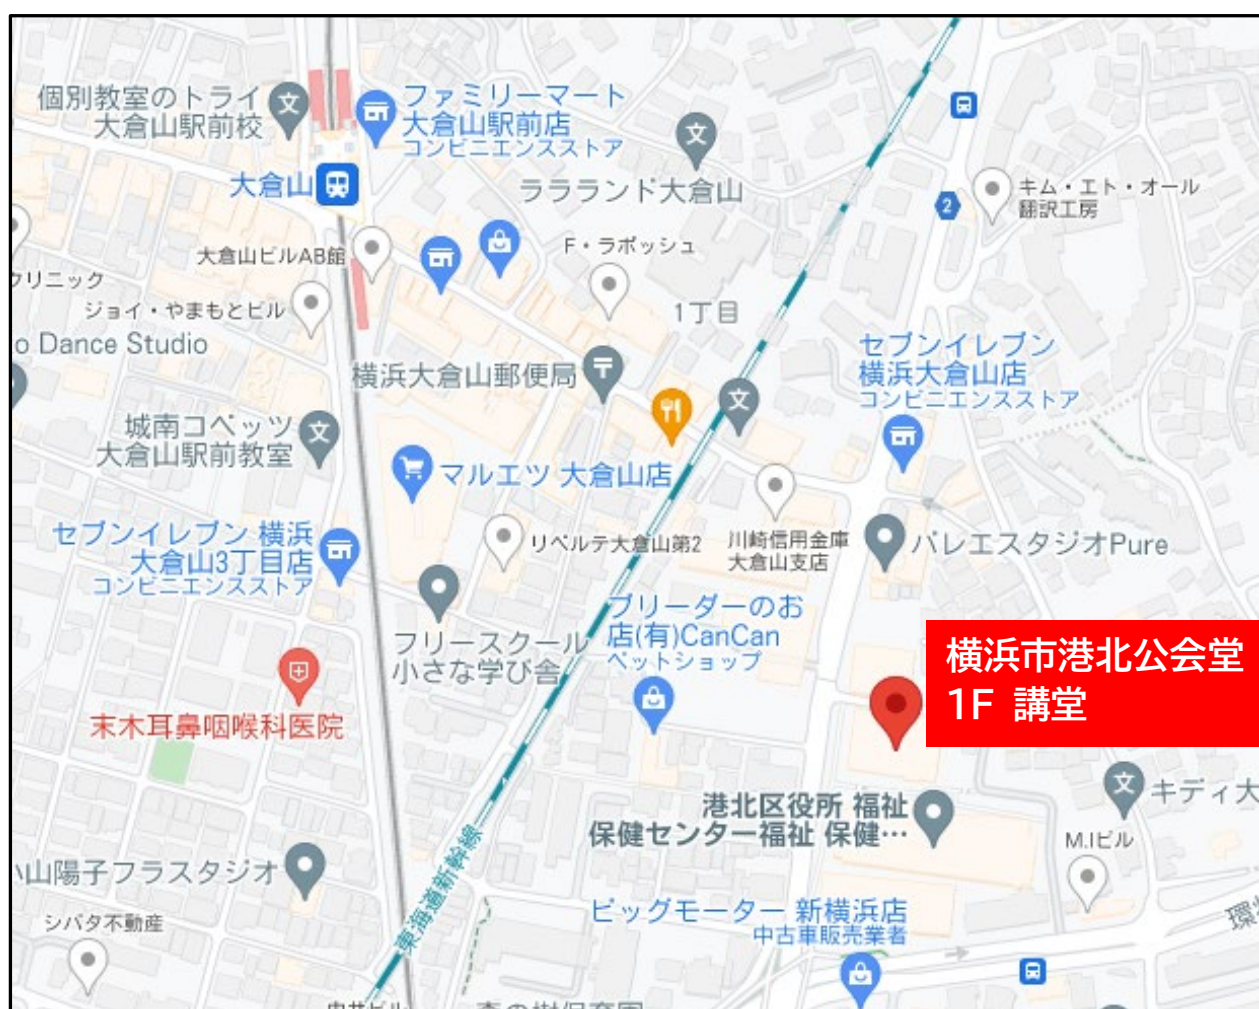 個別教室のトライ
大倉山駅前校
ファミリーマート
大倉山駅前店
コンビニエンスストア
大倉山
ララランド大倉山
キム・エト・オール
翻訳工房
2
大倉山ビルAB館
F・ラポッシュ
クリニック
ジョイ・やまもとビル
1丁目
o Dance Studio
横浜大倉山郵便局
セブンイレブン
横浜大倉山店
コンビニエンスストア
城南コベッツ
大倉山駅前教室
マルエツ 大倉山店
セブンイレブン 横浜
大倉山3丁目店
コンビニエンスストア
リベルテ大倉山第2
川崎信用金庫
大倉山支店
バレエスタジオPure
ブリーダーのお
店(有)CanCan
ペットショップ
フリースクール
小さな学び舎
横浜市港北公会堂
1F 講堂
末木耳鼻咽喉科医院
港北区役所 福祉
保健センター福祉 保健…
キディ大
M.Iビル
小山陽子フラスタジオ
東海道新幹線
ビッグモーター 新横浜店
中古車販売業者
シバタ不動産
環